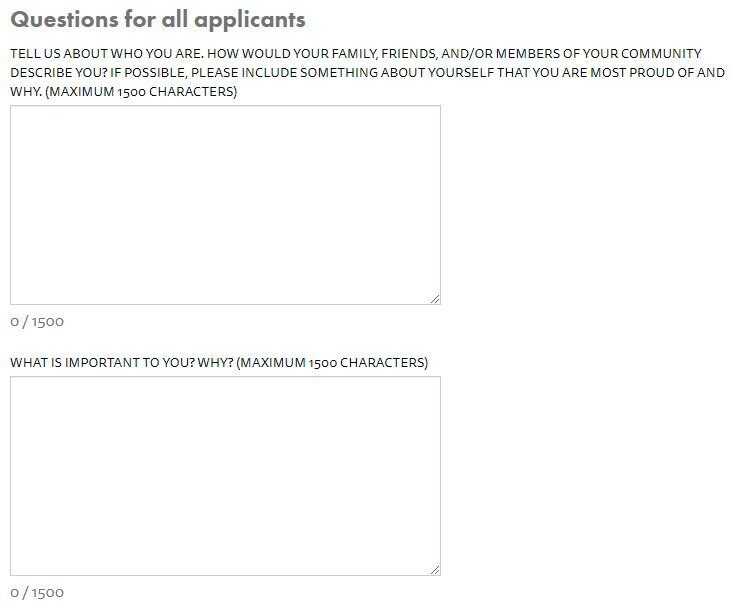 Questions for all applicants
TELL US ABOUT WHO YOU ARE. HOW WOULD YOUR FAMILY, FRIENDS, AND/OR MEMBERS OF YOUR COMMUNITY
DESCRIBE YOU? IF POSSIBLE, PLEASE INCLUDE SOMETHING ABOUT YOURSELF THAT YOU ARE MOST PROUD OF AND
WHY. (MAXIMUM 1500 CHARACTERS)
0 / 1500
WHAT IS IMPORTANT TO YOU? WHY? (MAXIMUM 1500 CHARACTERS)
0 / 1500